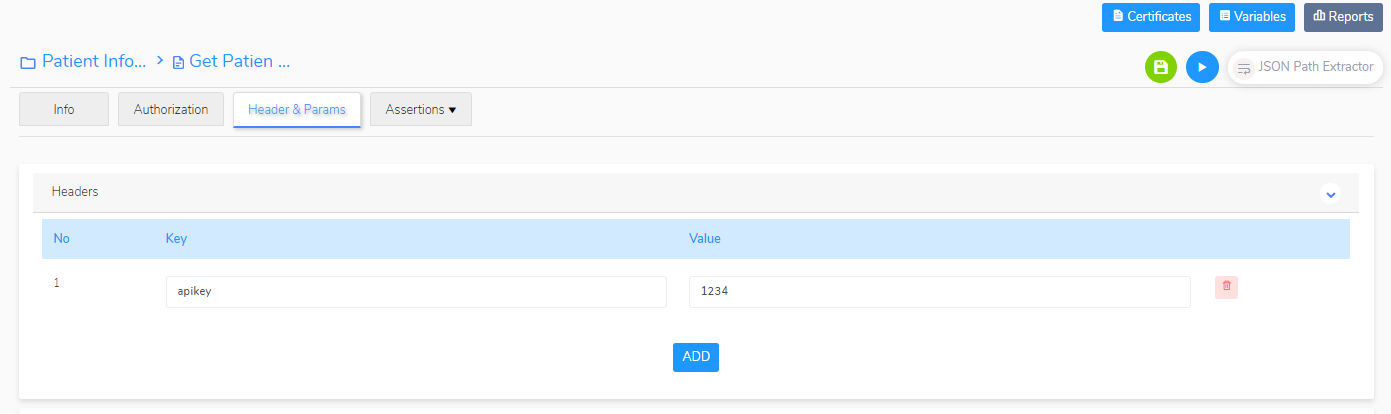 Certificates Variables Reports
Patient Info... > Get Patien ...
JSON Path Extractor
Info Authorization Header & Params Assertions
Headers
No Key Value
1 apikey 1234
ADD